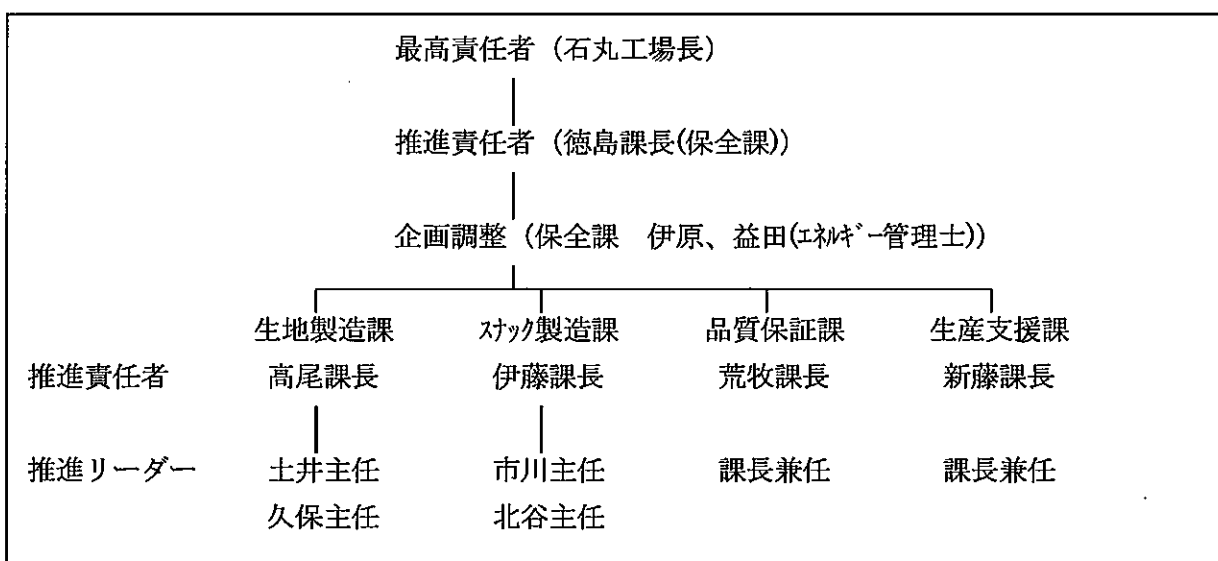 最高責任者（石丸工場長）
推進責任者（徳島課長(保全課)）
企画調整（保全課　伊原、益田(ｴﾈﾙｷﾞｰ管理士)）
生地製造課　ｽﾅｯｸ製造課　品質保証課　生産支援課
推進責任者　高尾課長　伊藤課長　荒牧課長　新藤課長
推進リーダー　土井主任　市川主任　課長兼任　課長兼任
久保主任　北谷主任